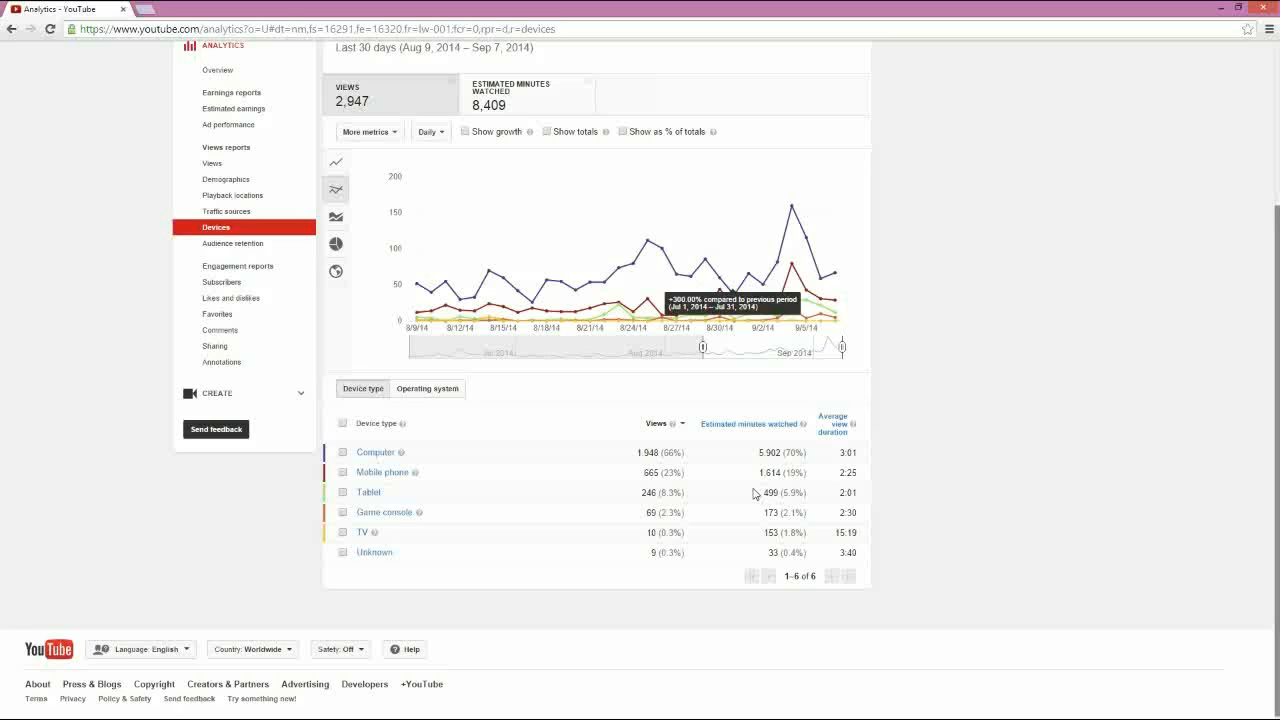 Analytics - YouTube
https://www.youtube.com/analytics?o=U#dt=nm,fs=16291,fe=16320,fr=lw-001;fcr=0,rpr=d,r=devices
ANALYTICS
Overview
Earnings reports
Estimated earnings
Ad performance
Views reports
Views
Demographics
Playback locations
Traffic sources
Devices
Audience retention
Engagement reports
Subscribers
Likes and dislikes
Favorites
Comments
Sharing
Annotations
CREATE
Send feedback
Last 30 days (Aug 9, 2014 – Sep 7, 2014)
VIEWS
2,947
ESTIMATED MINUTES
WATCHED
8,409
More metrics Daily Show growth Show totals Show as % of totals
200
150
100
50
0
+300.00% compared to previous period
(Jul 1, 2014 – Jul 31, 2014)
8/9/14 8/12/14 8/15/14 8/18/14 8/21/14 8/24/14 8/27/14 8/30/14 9/2/14 9/5/14
Jul 2014 Aug 2014 Sep 2014
Device type Operating system
Device type Views Estimated minutes watched Average view duration
Computer 1.948 (66%) 5.902 (70%) 3:01
Mobile phone 665 (23%) 1.614 (19%) 2:25
Tablet 246 (8.3%) 499 (5.9%) 2:01
Game console 69 (2.3%) 173 (2.1%) 2:30
TV 10 (0.3%) 153 (1.8%) 15:19
Unknown 9 (0.3%) 33 (0.4%) 3:40
1–6 of 6
YouTube Language: English Country: Worldwide Safety: Off Help
About Press & Blogs Copyright Creators & Partners Advertising Developers +YouTube
Terms Privacy Policy & Safety Send feedback Try something new!